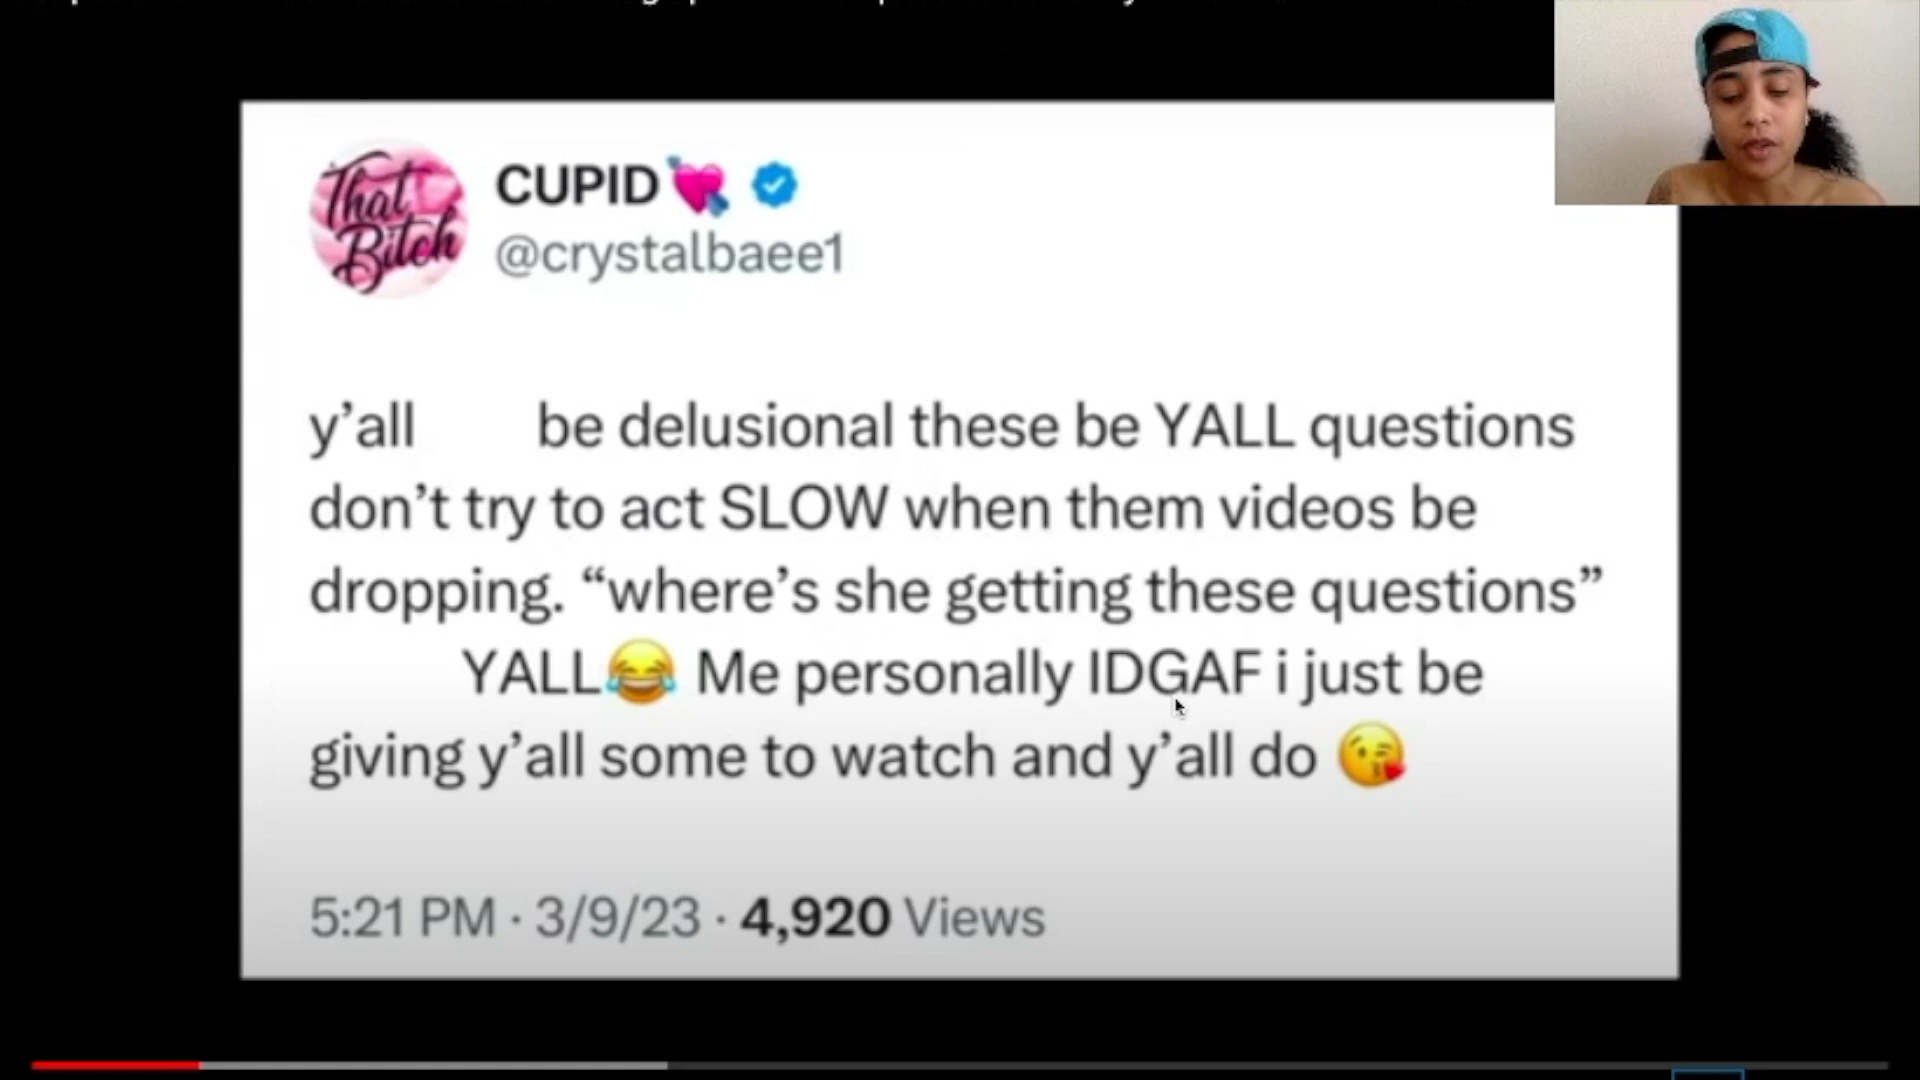 That
Bitch
CUPID💘
@crystalbaee1
y’all be delusional these be YALL questions
don’t try to act SLOW when them videos be
dropping. “where’s she getting these questions”
YALL😂 Me personally IDGAF i just be
giving y’all some to watch and y’all do 😘
5:21 PM · 3/9/23 · 4,920 Views